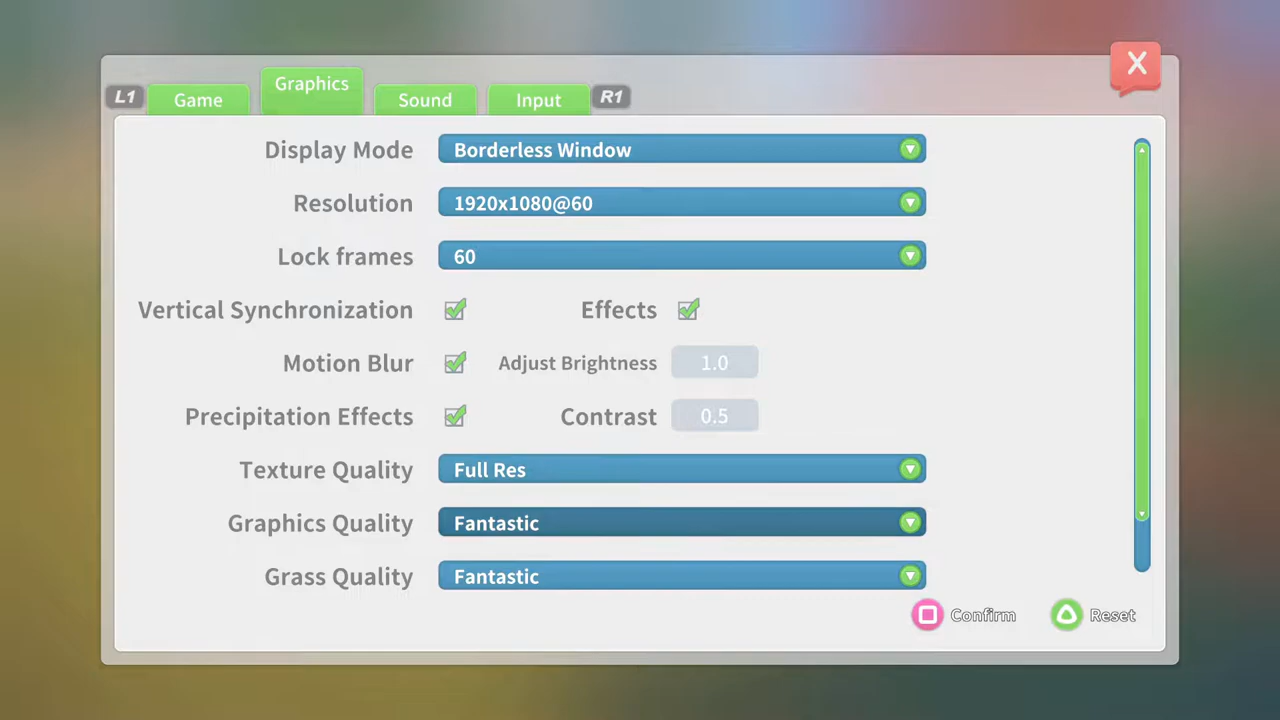 L1 Game Graphics Sound Input R1
X
Display Mode Borderless Window
Resolution 1920x1080@60
Lock frames 60
Vertical Synchronization Effects
Motion Blur Adjust Brightness 1.0
Precipitation Effects Contrast 0.5
Texture Quality Full Res
Graphics Quality Fantastic
Grass Quality Fantastic
Confirm Reset